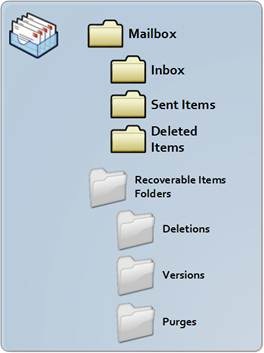 Mailbox
Inbox
Sent Items
Deleted
Items
Recoverable Items
Folders
Deletions
Versions
Purges